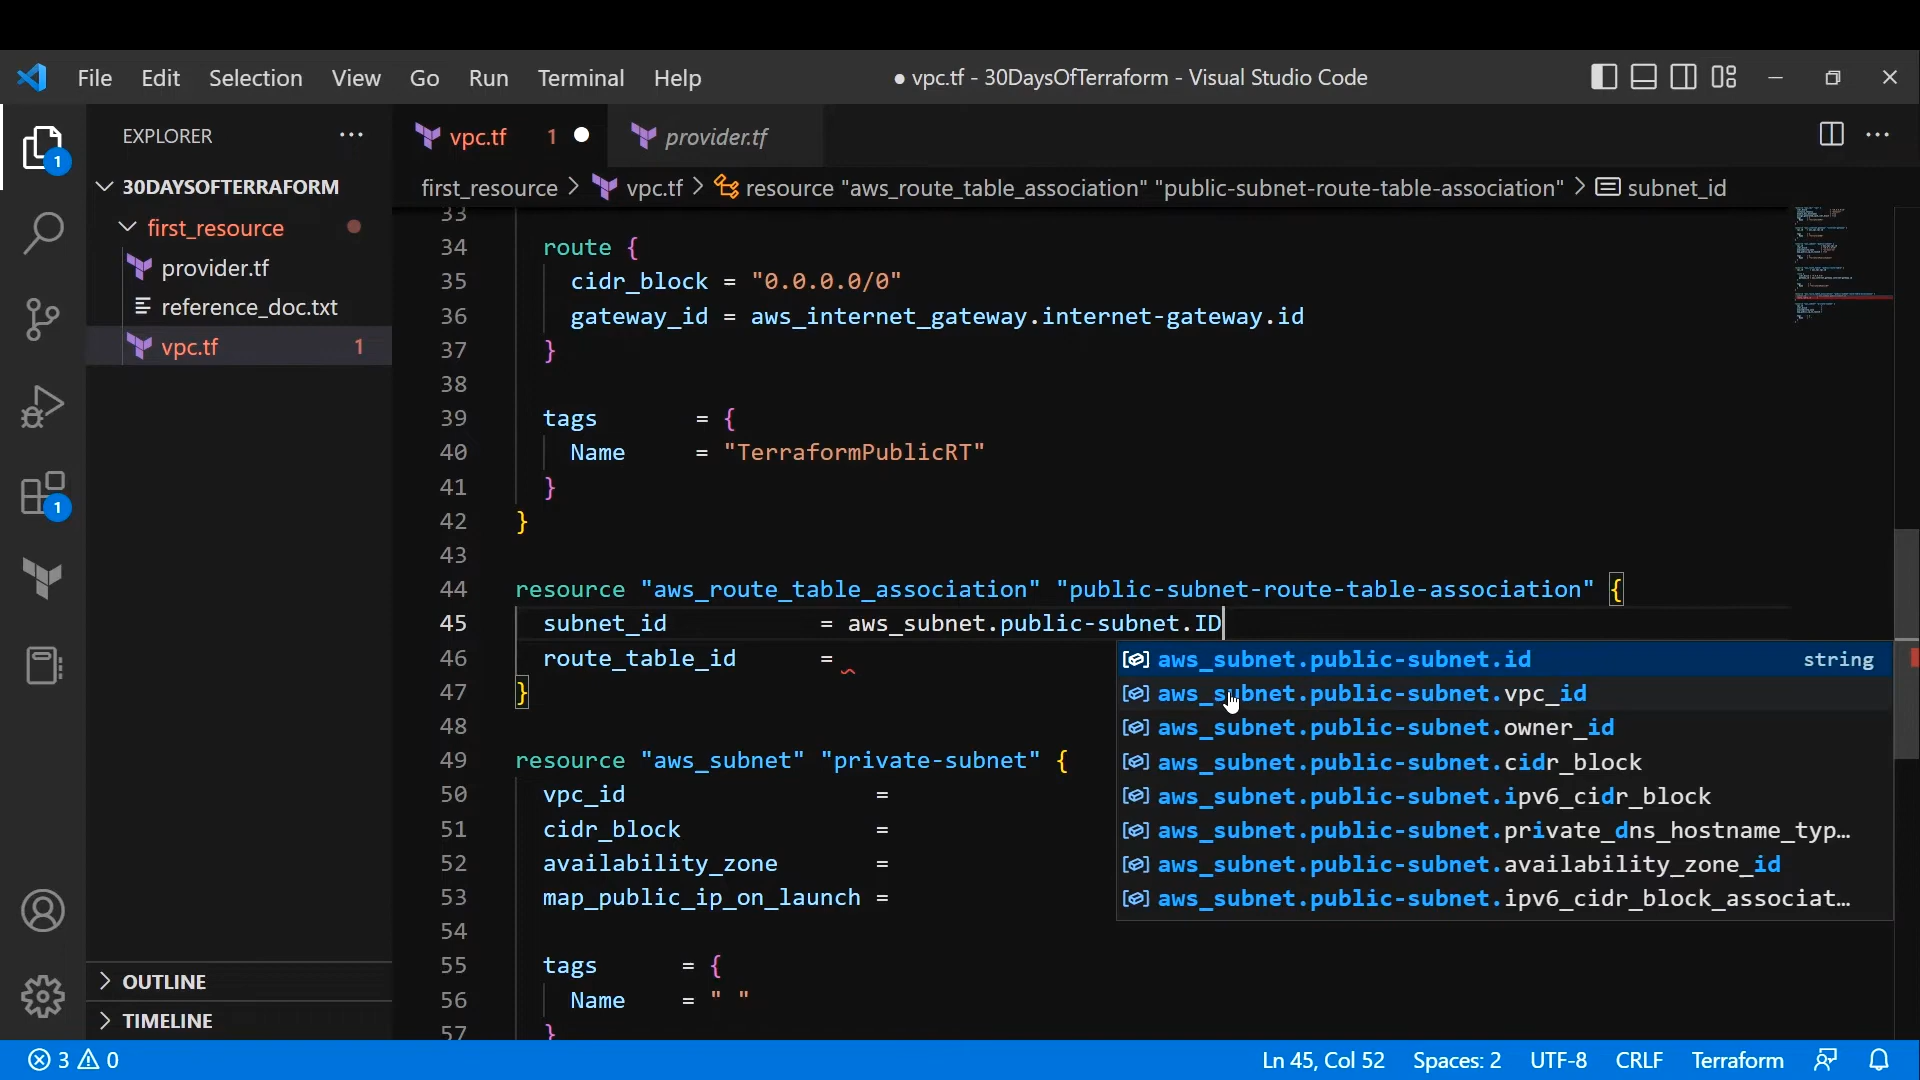 File Edit Selection View Go Run Terminal Help ● vpc.tf - 30DaysOfTerraform - Visual Studio Code
EXPLORER ···
vpc.tf 1 ● provider.tf
first_resource > vpc.tf > resource "aws_route_table_association" "public-subnet-route-table-association" > subnet_id
30DAYSOFTERRAFORM
first_resource
provider.tf
reference_doc.txt
vpc.tf 1
1
1
33
34 route {
35 cidr_block = "0.0.0.0/0"
36 gateway_id = aws_internet_gateway.internet-gateway.id
37 }
38
39 tags = {
40 Name = "TerraformPublicRT"
41 }
42 }
43
44 resource "aws_route_table_association" "public-subnet-route-table-association" {
45 subnet_id = aws_subnet.public-subnet.ID
46 route_table_id =
47 }
48
49 resource "aws_subnet" "private-subnet" {
50 vpc_id =
51 cidr_block =
52 availability_zone =
53 map_public_ip_on_launch =
54
55 tags = {
56 Name = " "
57 }
aws_subnet.public-subnet.id string
aws_subnet.public-subnet.vpc_id
aws_subnet.public-subnet.owner_id
aws_subnet.public-subnet.cidr_block
aws_subnet.public-subnet.ipv6_cidr_block
aws_subnet.public-subnet.private_dns_hostname_typ…
aws_subnet.public-subnet.availability_zone_id
aws_subnet.public-subnet.ipv6_cidr_block_associat…
OUTLINE
TIMELINE
3 0 Ln 45, Col 52 Spaces: 2 UTF-8 CRLF Terraform